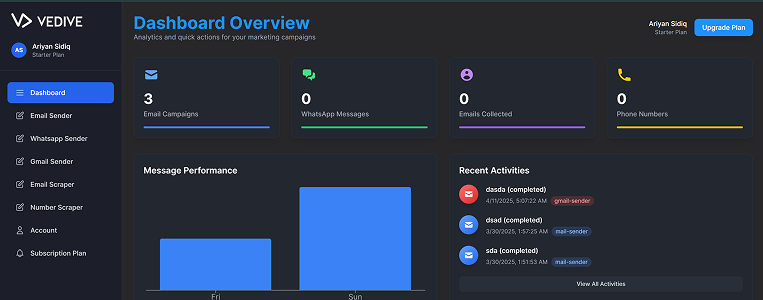 VEDIVE
AS
Ariyan Sidiq
Starter Plan
Dashboard
Email Sender
Whatsapp Sender
Gmail Sender
Email Scraper
Number Scraper
Account
Subscription Plan
Dashboard Overview
Analytics and quick actions for your marketing campaigns
Ariyan Sidiq
Starter Plan
Upgrade Plan
3
Email Campaigns
0
WhatsApp Messages
0
Emails Collected
0
Phone Numbers
Message Performance
Fri
Sun
Recent Activities
dasda (completed)
4/11/2025, 5:07:22 AM gmail-sender
dsad (completed)
3/30/2025, 1:57:25 AM mail-sender
sda (completed)
3/30/2025, 1:51:53 AM mail-sender
View All Activities